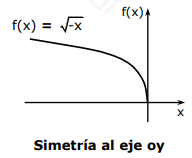 f(x)
f(x) = √-x
x
Simetría al eje oy